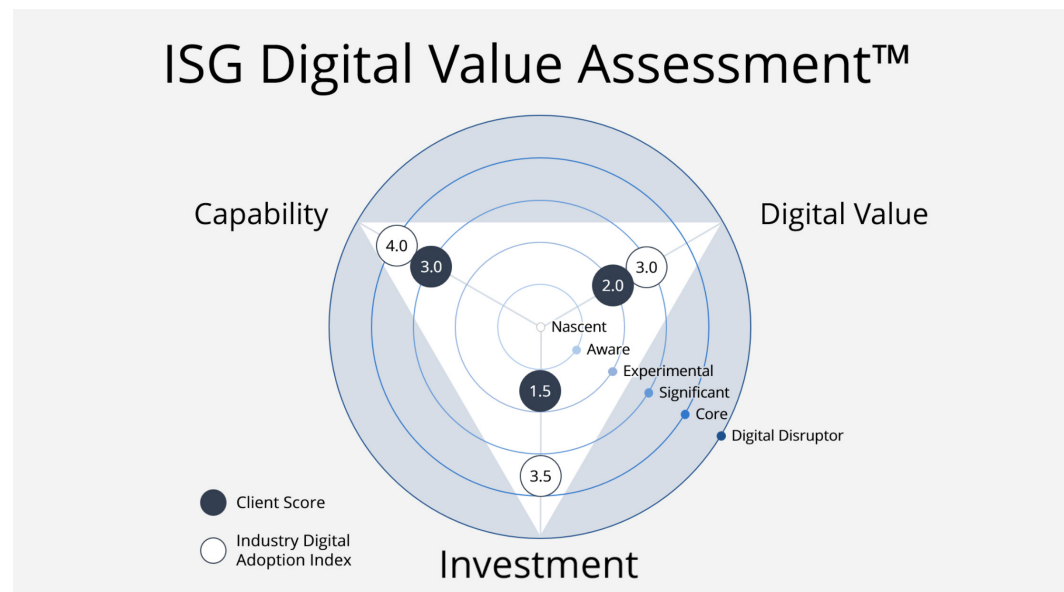 ISG Digital Value Assessment™
Capability
Digital Value
4.0
3.0
3.0
2.0
Nascent
Aware
Experimental
1.5
Significant
Core
Digital Disruptor
3.5
Client Score
Industry Digital
Adoption Index
Investment